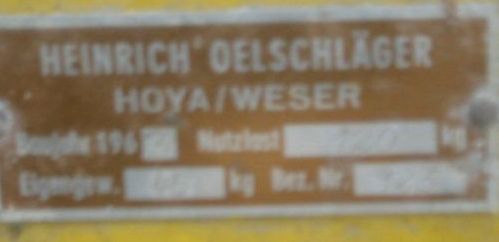 HEINRICH OELSCHLÄGER
HOYA/WESER
Baujahr 196 Nutzlast kg
Eigengew. kg Bez. Nr.